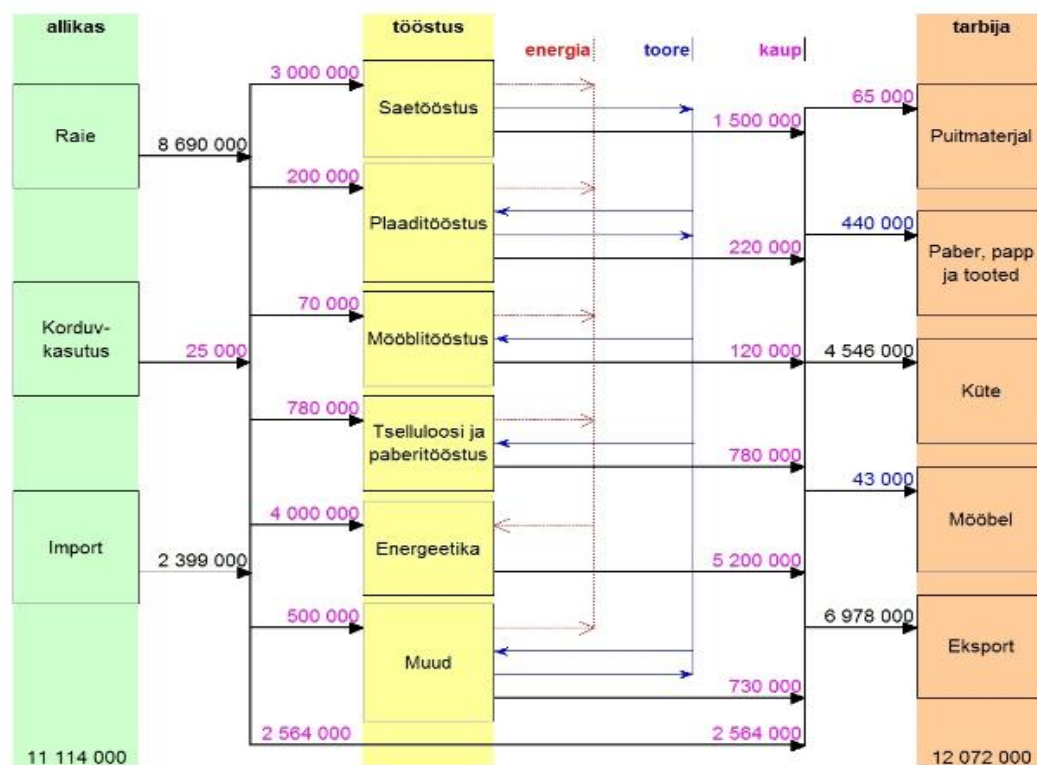 allikas
tööstus
tarbija
energia
toore
kaup
3 000 000
65 000
Raie
Saetööstus
Puitmaterjal
8 690 000
1 500 000
200 000
440 000
Plaaditööstus
220 000
Paber, papp
ja tooted
70 000
Korduv-
kasutus
Mööblitööstus
25 000
120 000
4 546 000
Küte
780 000
Tselluloosi ja
paberitööstus
780 000
43 000
Mööbel
4 000 000
Import
Energeetika
2 399 000
5 200 000
500 000
6 978 000
Muud
Eksport
730 000
2 564 000
2 564 000
11 114 000
12 072 000